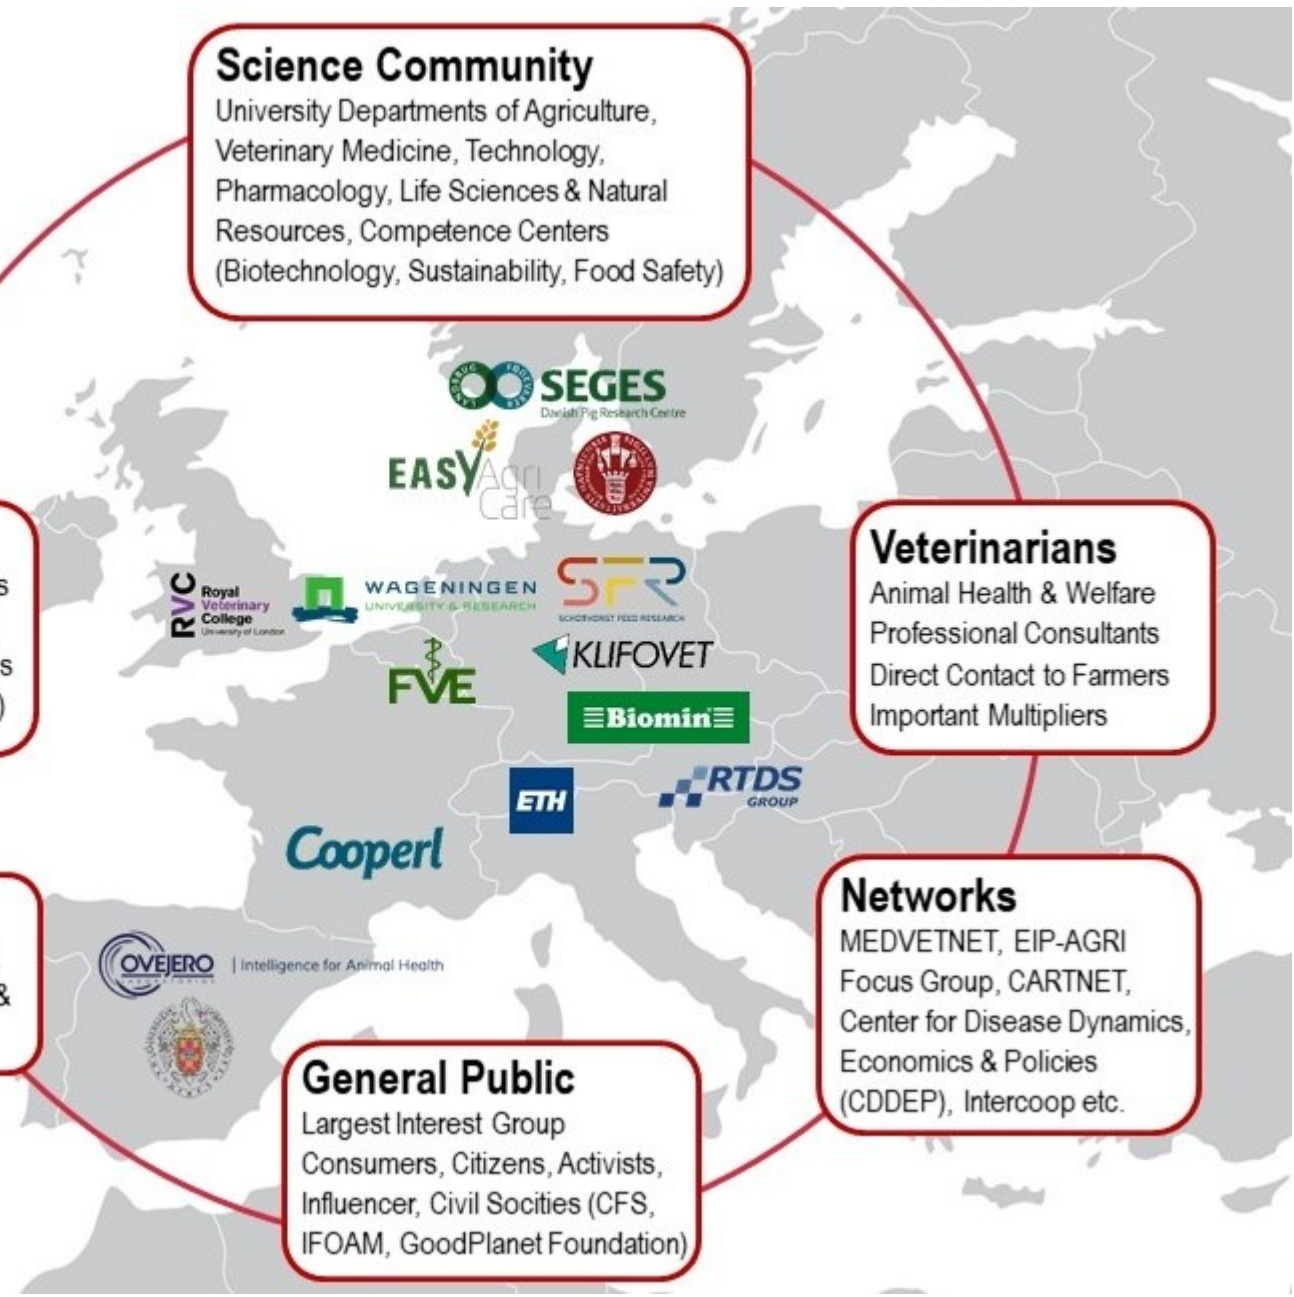 Science Community
University Departments of Agriculture,
Veterinary Medicine, Technology,
Pharmacology, Life Sciences & Natural
Resources, Competence Centers
(Biotechnology, Sustainability, Food Safety)
SEGES
Danish Pig Research Centre
EASY Agri
Care
s
s
)
&
Veterinarians
Animal Health & Welfare
Professional Consultants
Direct Contact to Farmers
Important Multipliers
RVC
Royal
Veterinary
College
University of London
WAGENINGEN
UNIVERSITY & RESEARCH
SFR
SCHOTHORST FEED RESEARCH
FVE
KLIFOVET
Biomin
ETH
RTDS
GROUP
Cooperl
OVEJERO | Intelligence for Animal Health
LABORATORIOS
Networks
MEDVETNET, EIP-AGRI
Focus Group, CARTNET,
Center for Disease Dynamics,
Economics & Policies
(CDDEP), Intercoop etc.
General Public
Largest Interest Group
Consumers, Citizens, Activists,
Influencer, Civil Socities (CFS,
IFOAM, GoodPlanet Foundation)